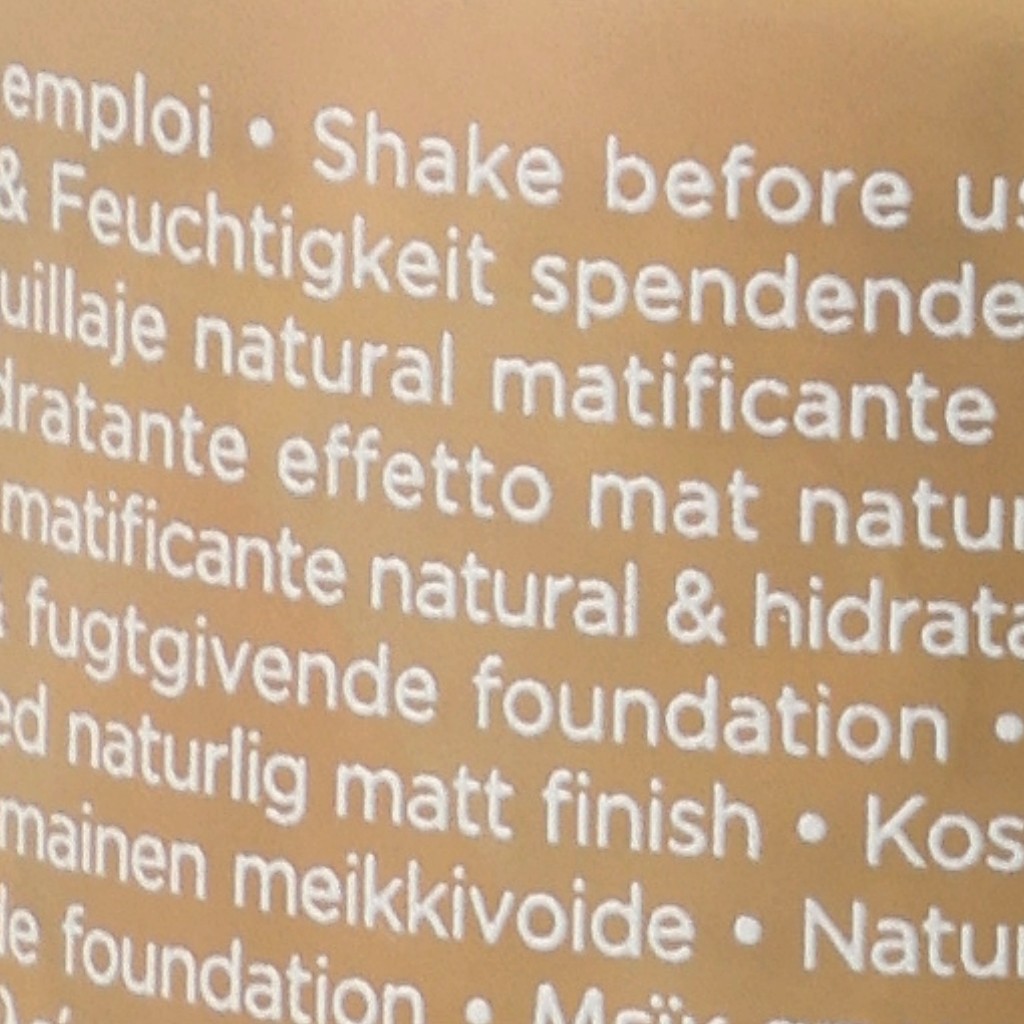 emploi • Shake before us
& Feuchtigkeit spendende
uillaje natural matificante
dratante effetto mat natur
matificante natural & hidrata
& fugtgivende foundation •
ed naturlig matt finish • Kos
mainen meikkivoide • Natur
le foundation •